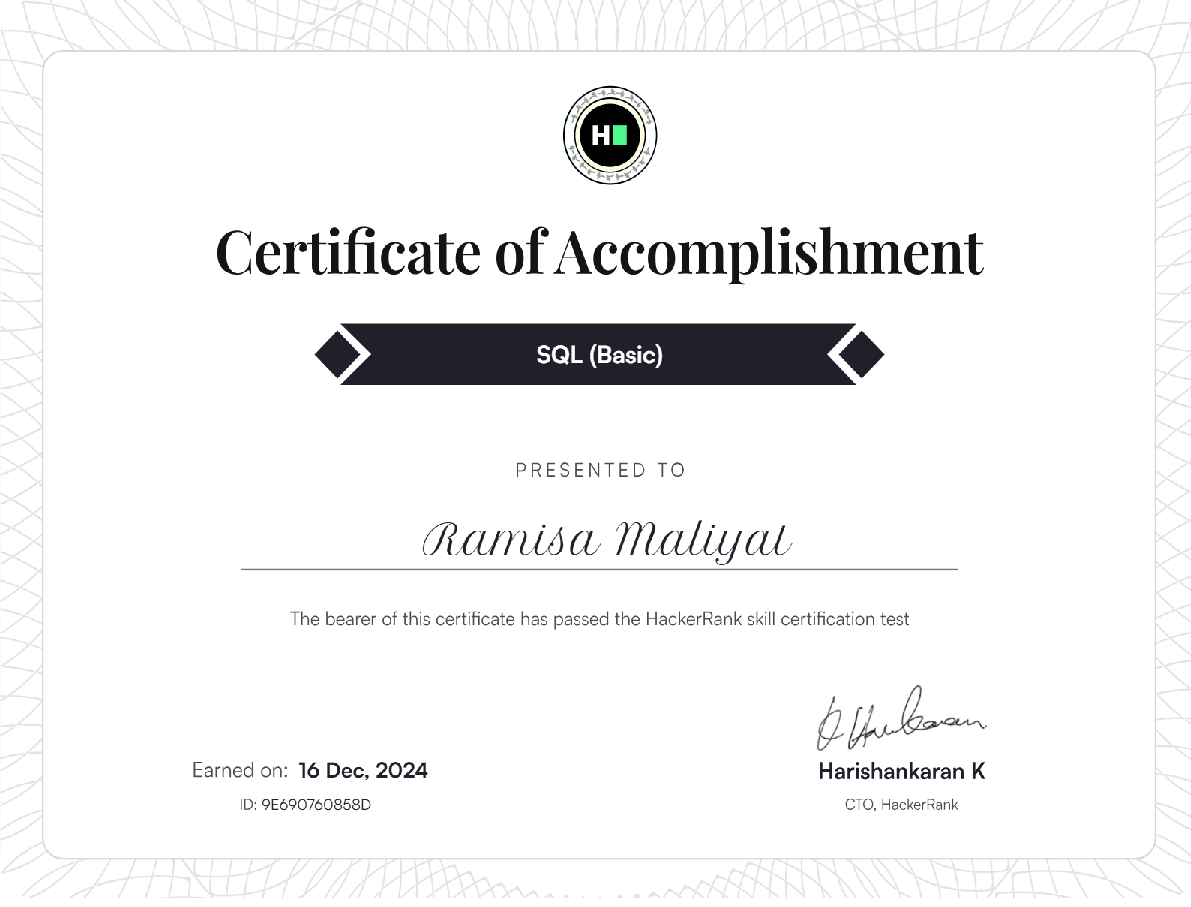 H
Certificate of Accomplishment
SQL (Basic)
PRESENTED TO
Ramisa Maliyat
The bearer of this certificate has passed the HackerRank skill certification test
Earned on: 16 Dec, 2024
ID: 9E690760858D
Harishankaran K
CTO, HackerRank